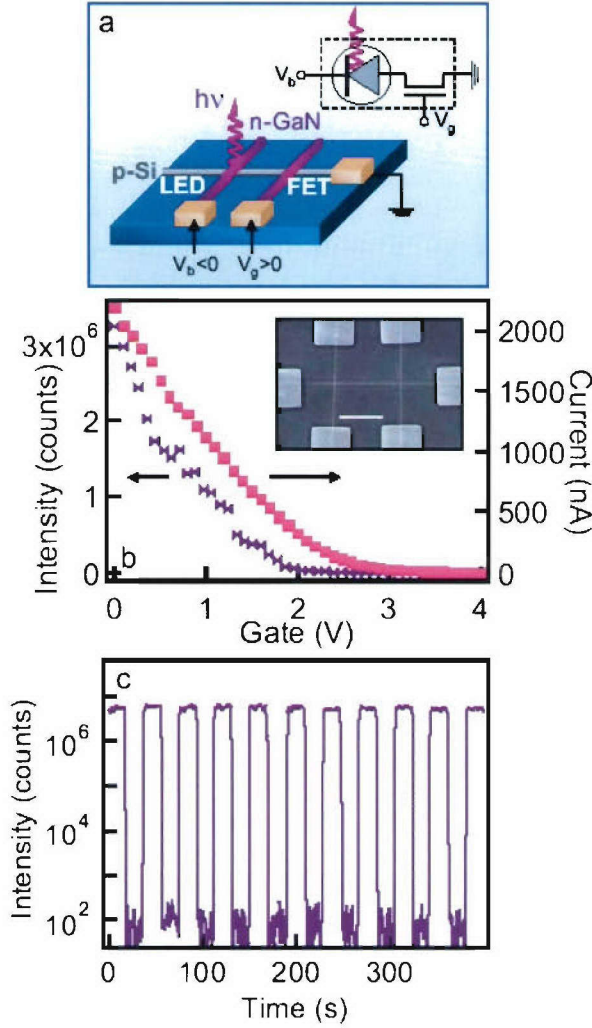 a
V_b
V_g
hν
n-GaN
p-Si
LED
FET
V_b<0
V_g>0
3x10^6
2
1
0
Intensity (counts)
2000
1500
1000
500
0
Current (nA)
b
0
1
2
3
4
Gate (V)
c
10^6
10^4
10^2
Intensity (counts)
0
100
200
300
Time (s)